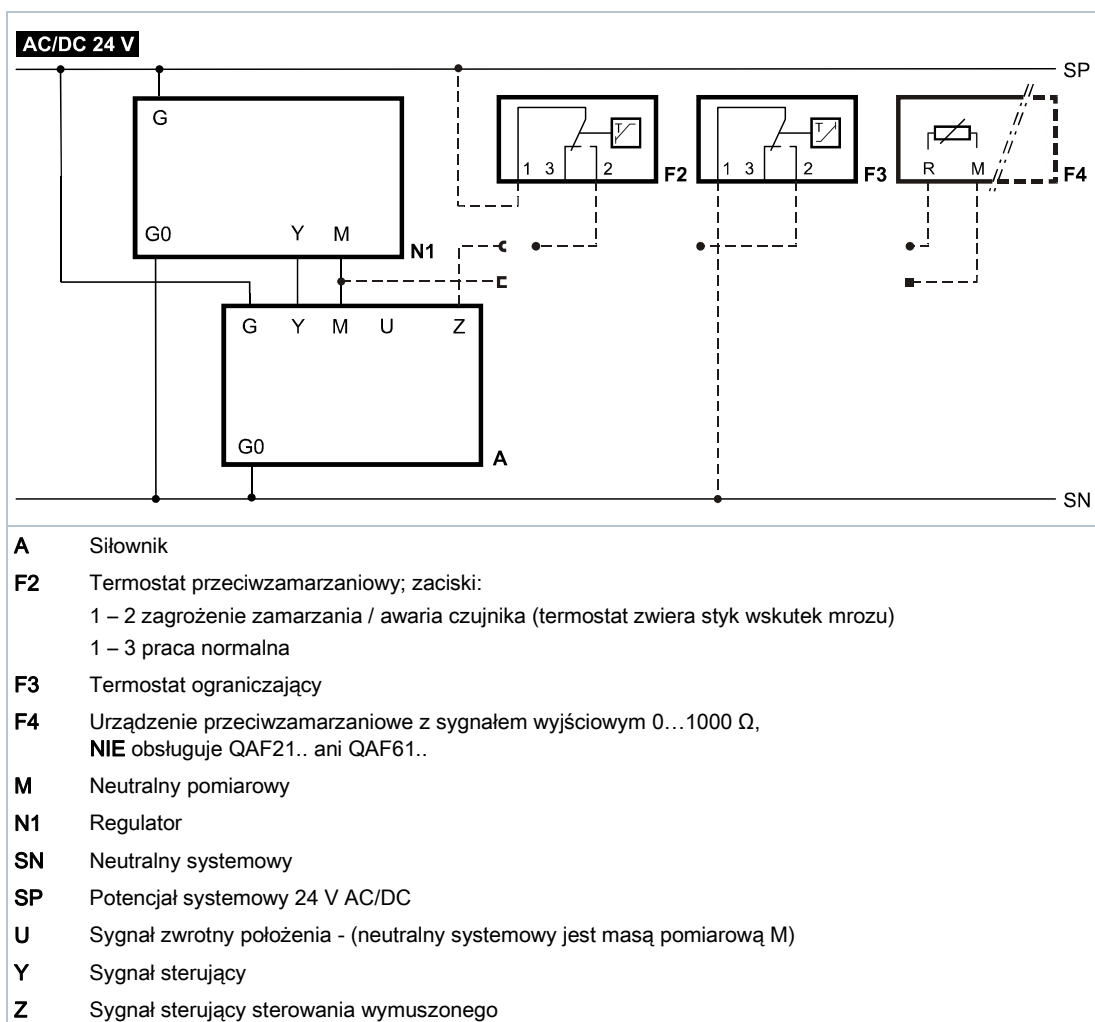 AC/DC 24 V
SP
G
G0 Y M
N1
1 3 2
F2
1 3 2
F3
R M
F4
G Y M U Z
G0
A
SN
A Siłownik
F2 Termostat przeciwzamarzaniowy; zaciski:
1 – 2 zagrożenie zamarzania / awaria czujnika (termostat zwiera styk wskutek mrozu)
1 – 3 praca normalna
F3 Termostat ograniczający
F4 Urządzenie przeciwzamarzaniowe z sygnałem wyjściowym 0…1000 Ω,
NIE obsługuje QAF21.. ani QAF61..
M Neutralny pomiarowy
N1 Regulator
SN Neutralny systemowy
SP Potencjał systemowy 24 V AC/DC
U Sygnał zwrotny położenia - (neutralny systemowy jest masą pomiarową M)
Y Sygnał sterujący
Z Sygnał sterujący sterowania wymuszonego